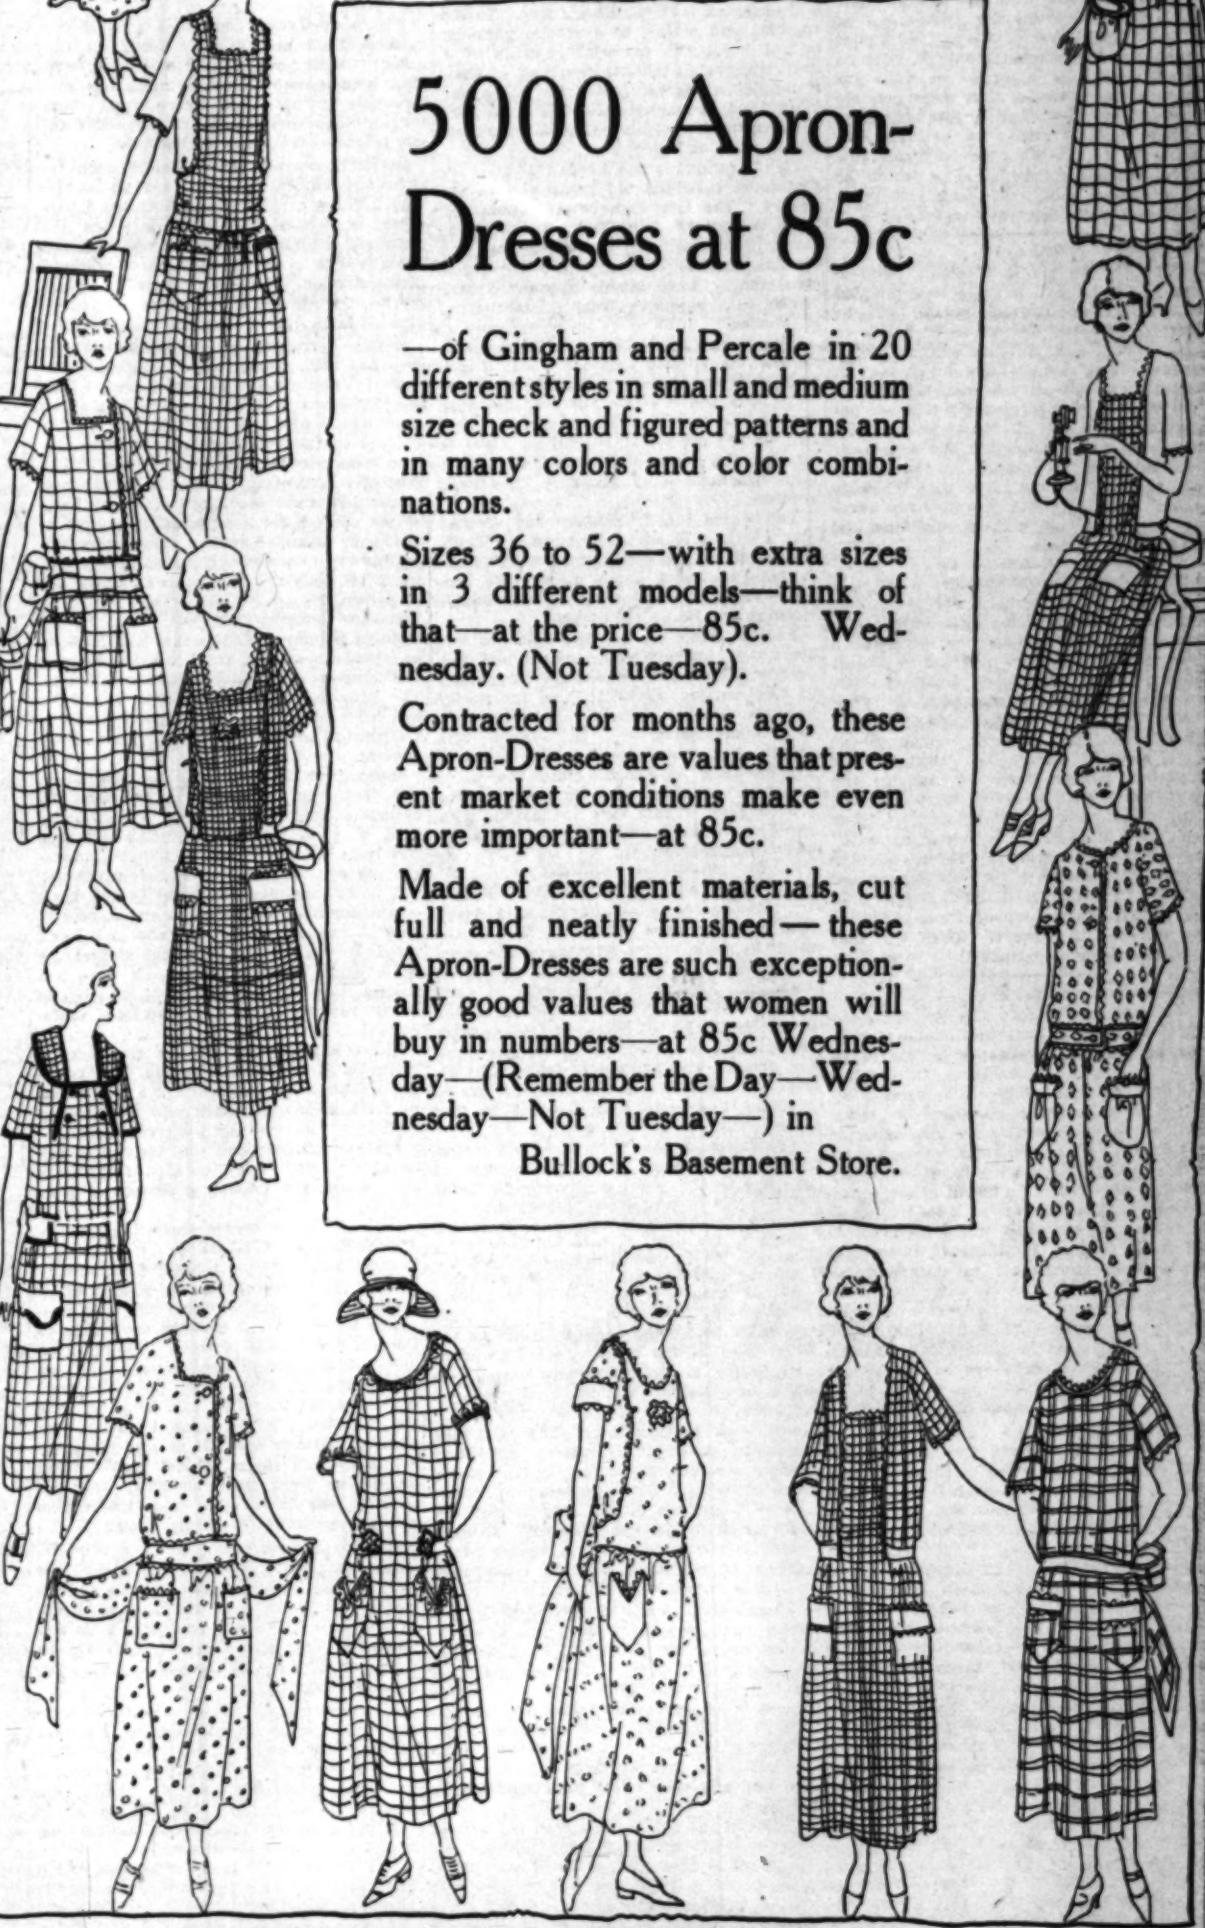 5000 Apron-
Dresses at 85c
—of Gingham and Percale in 20
different styles in small and medium
size check and figured patterns and
in many colors and color combi-
nations.
Sizes 36 to 52—with extra sizes
in 3 different models—think of
that—at the price—85c. Wed-
nesday. (Not Tuesday).
Contracted for months ago, these
Apron-Dresses are values that pres-
ent market conditions make even
more important—at 85c.
Made of excellent materials, cut
full and neatly finished—these
Apron-Dresses are such exception-
ally good values that women will
buy in numbers—at 85c Wednes-
day—(Remember the Day—Wed-
nesday—Not Tuesday—) in
Bullock's Basement Store.